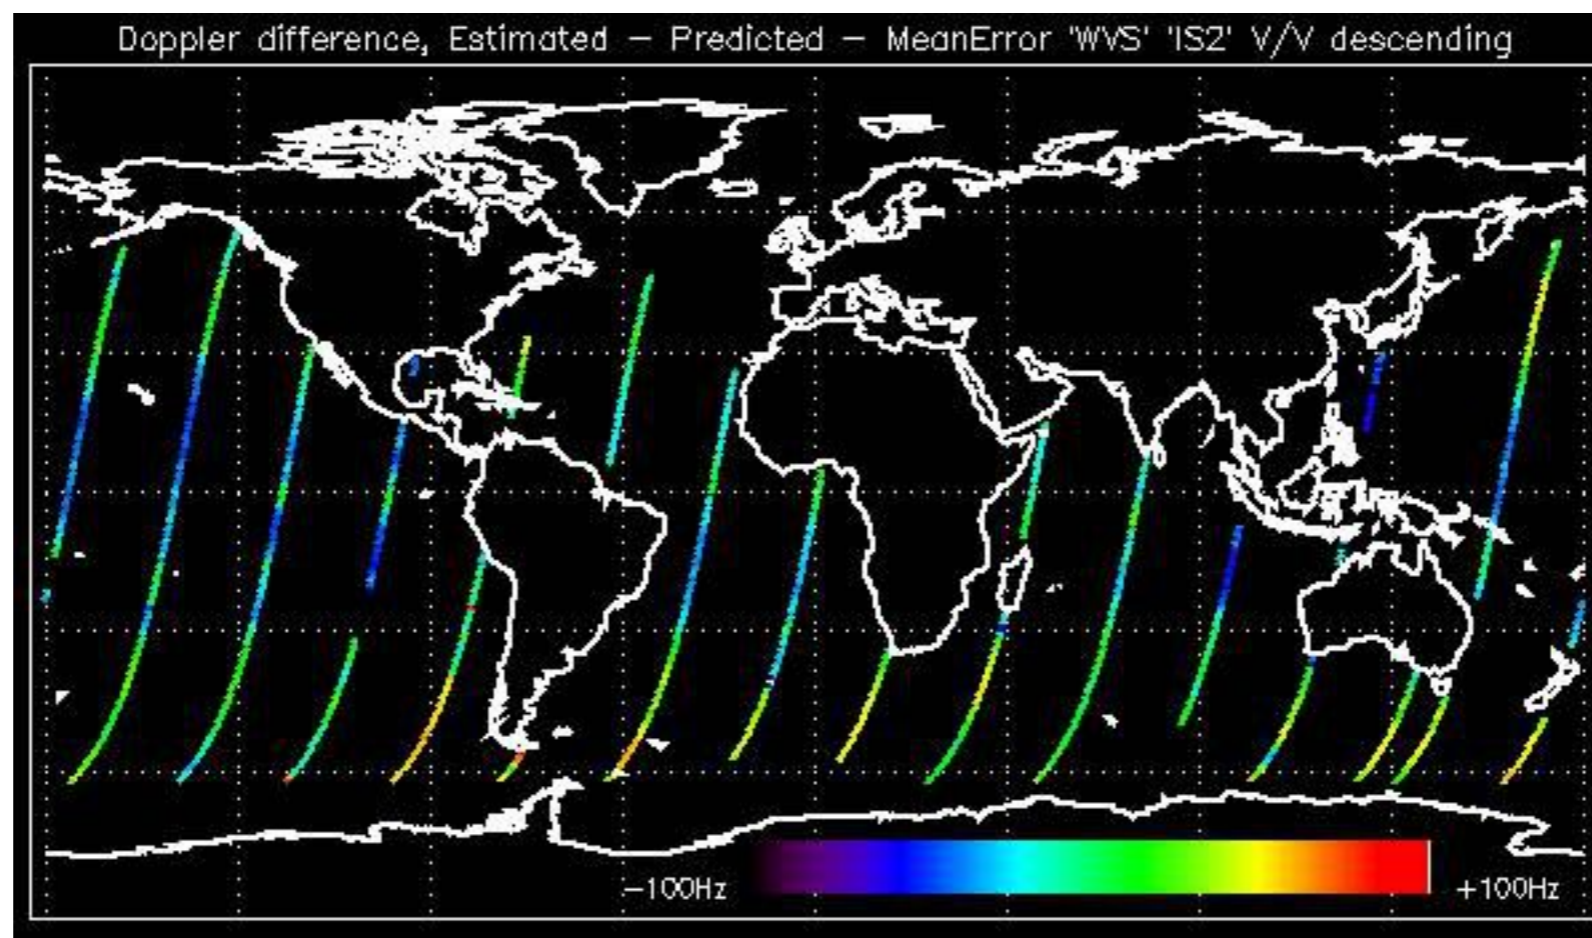 Doppler difference, Estimated – Predicted – MeanError 'WVS' 'IS2' V/V descending
-100Hz +100Hz